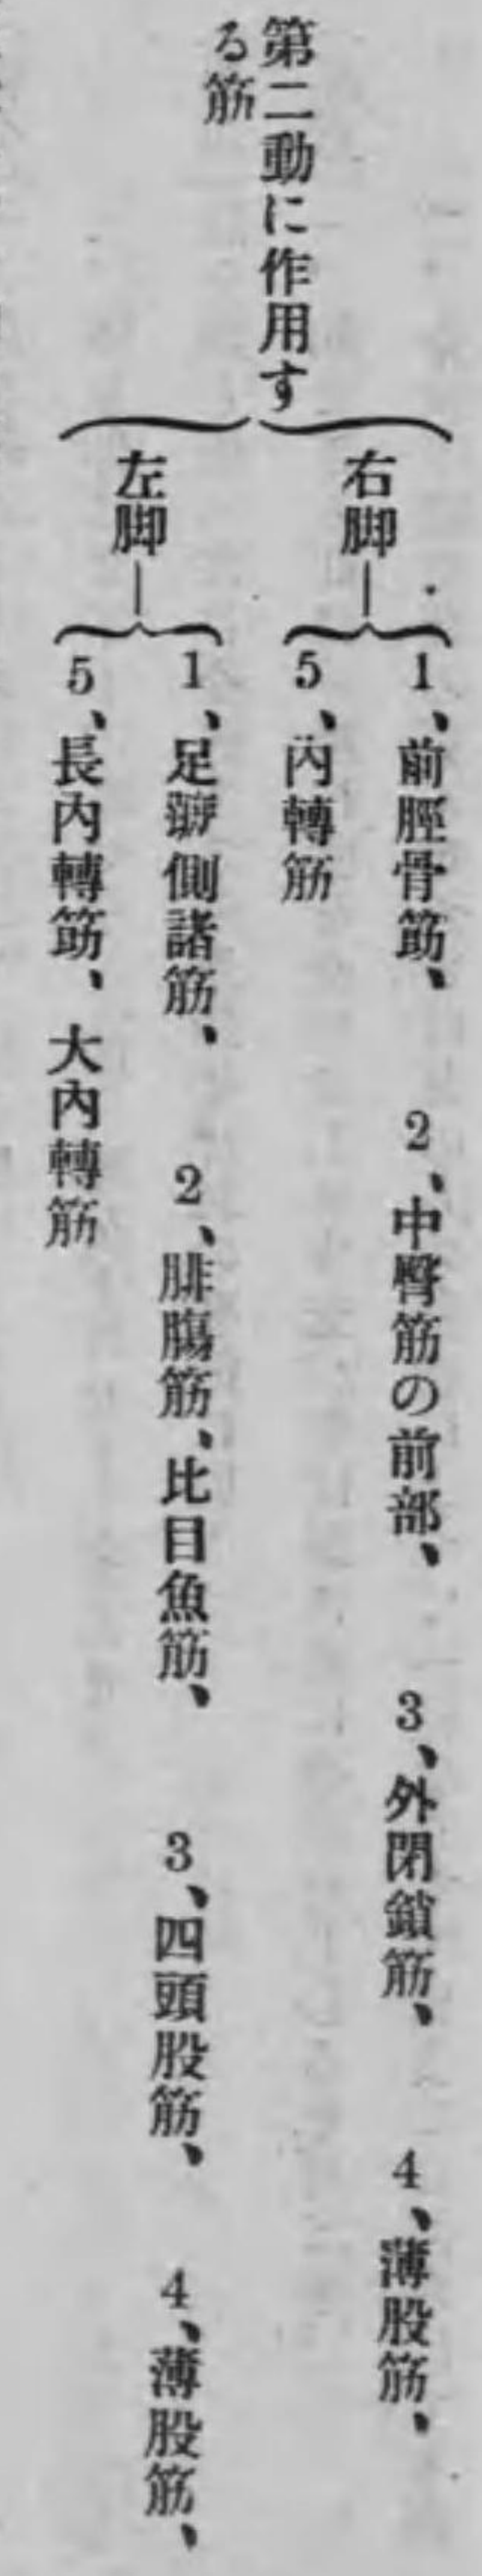 第二動に作用す
る筋
右脚
1、前脛骨筋、 2、中臀筋の前部、 3、外閉鎖筋、 4、薄股筋、
5、內轉筋
左脚
1、足蹠側諸筋、 2、腓膓筋、比目魚筋、 3、四頭股筋、 4、薄股筋、
5、長內轉筋、大內轉筋